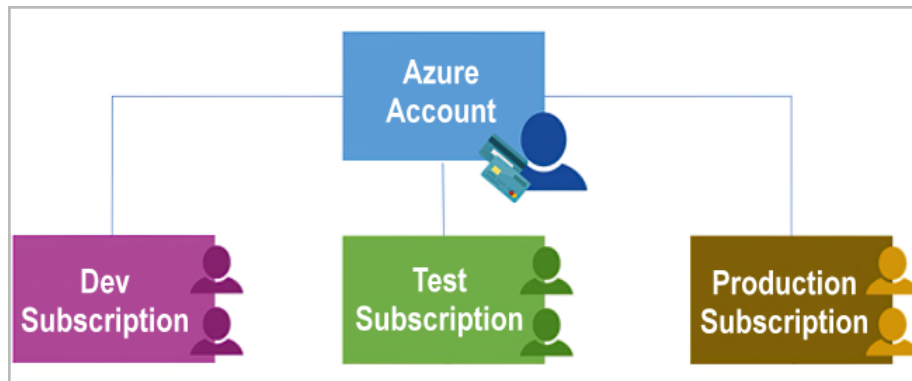 Azure
Account
Dev
Subscription
Test
Subscription
Production
Subscription